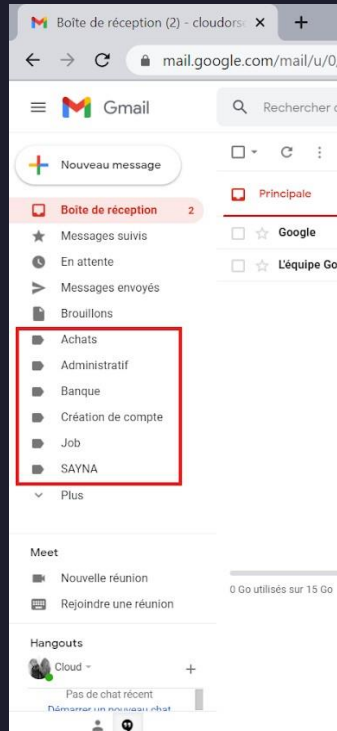 Boîte de réception (2) - cloudors
mail.google.com/mail/u/0
Gmail
Rechercher
Nouveau message
Principale
Boîte de réception 2
Google
Messages suivis
L'équipe Go
En attente
Messages envoyés
Brouillons
Achats
Administratif
Banque
Création de compte
Job
SAYNA
Plus
Meet
Nouvelle réunion
0 Go utilisés sur 15 Go
Rejoindre une réunion
Hangouts
Cloud
Pas de chat récent
Démarrer un nouveau chat